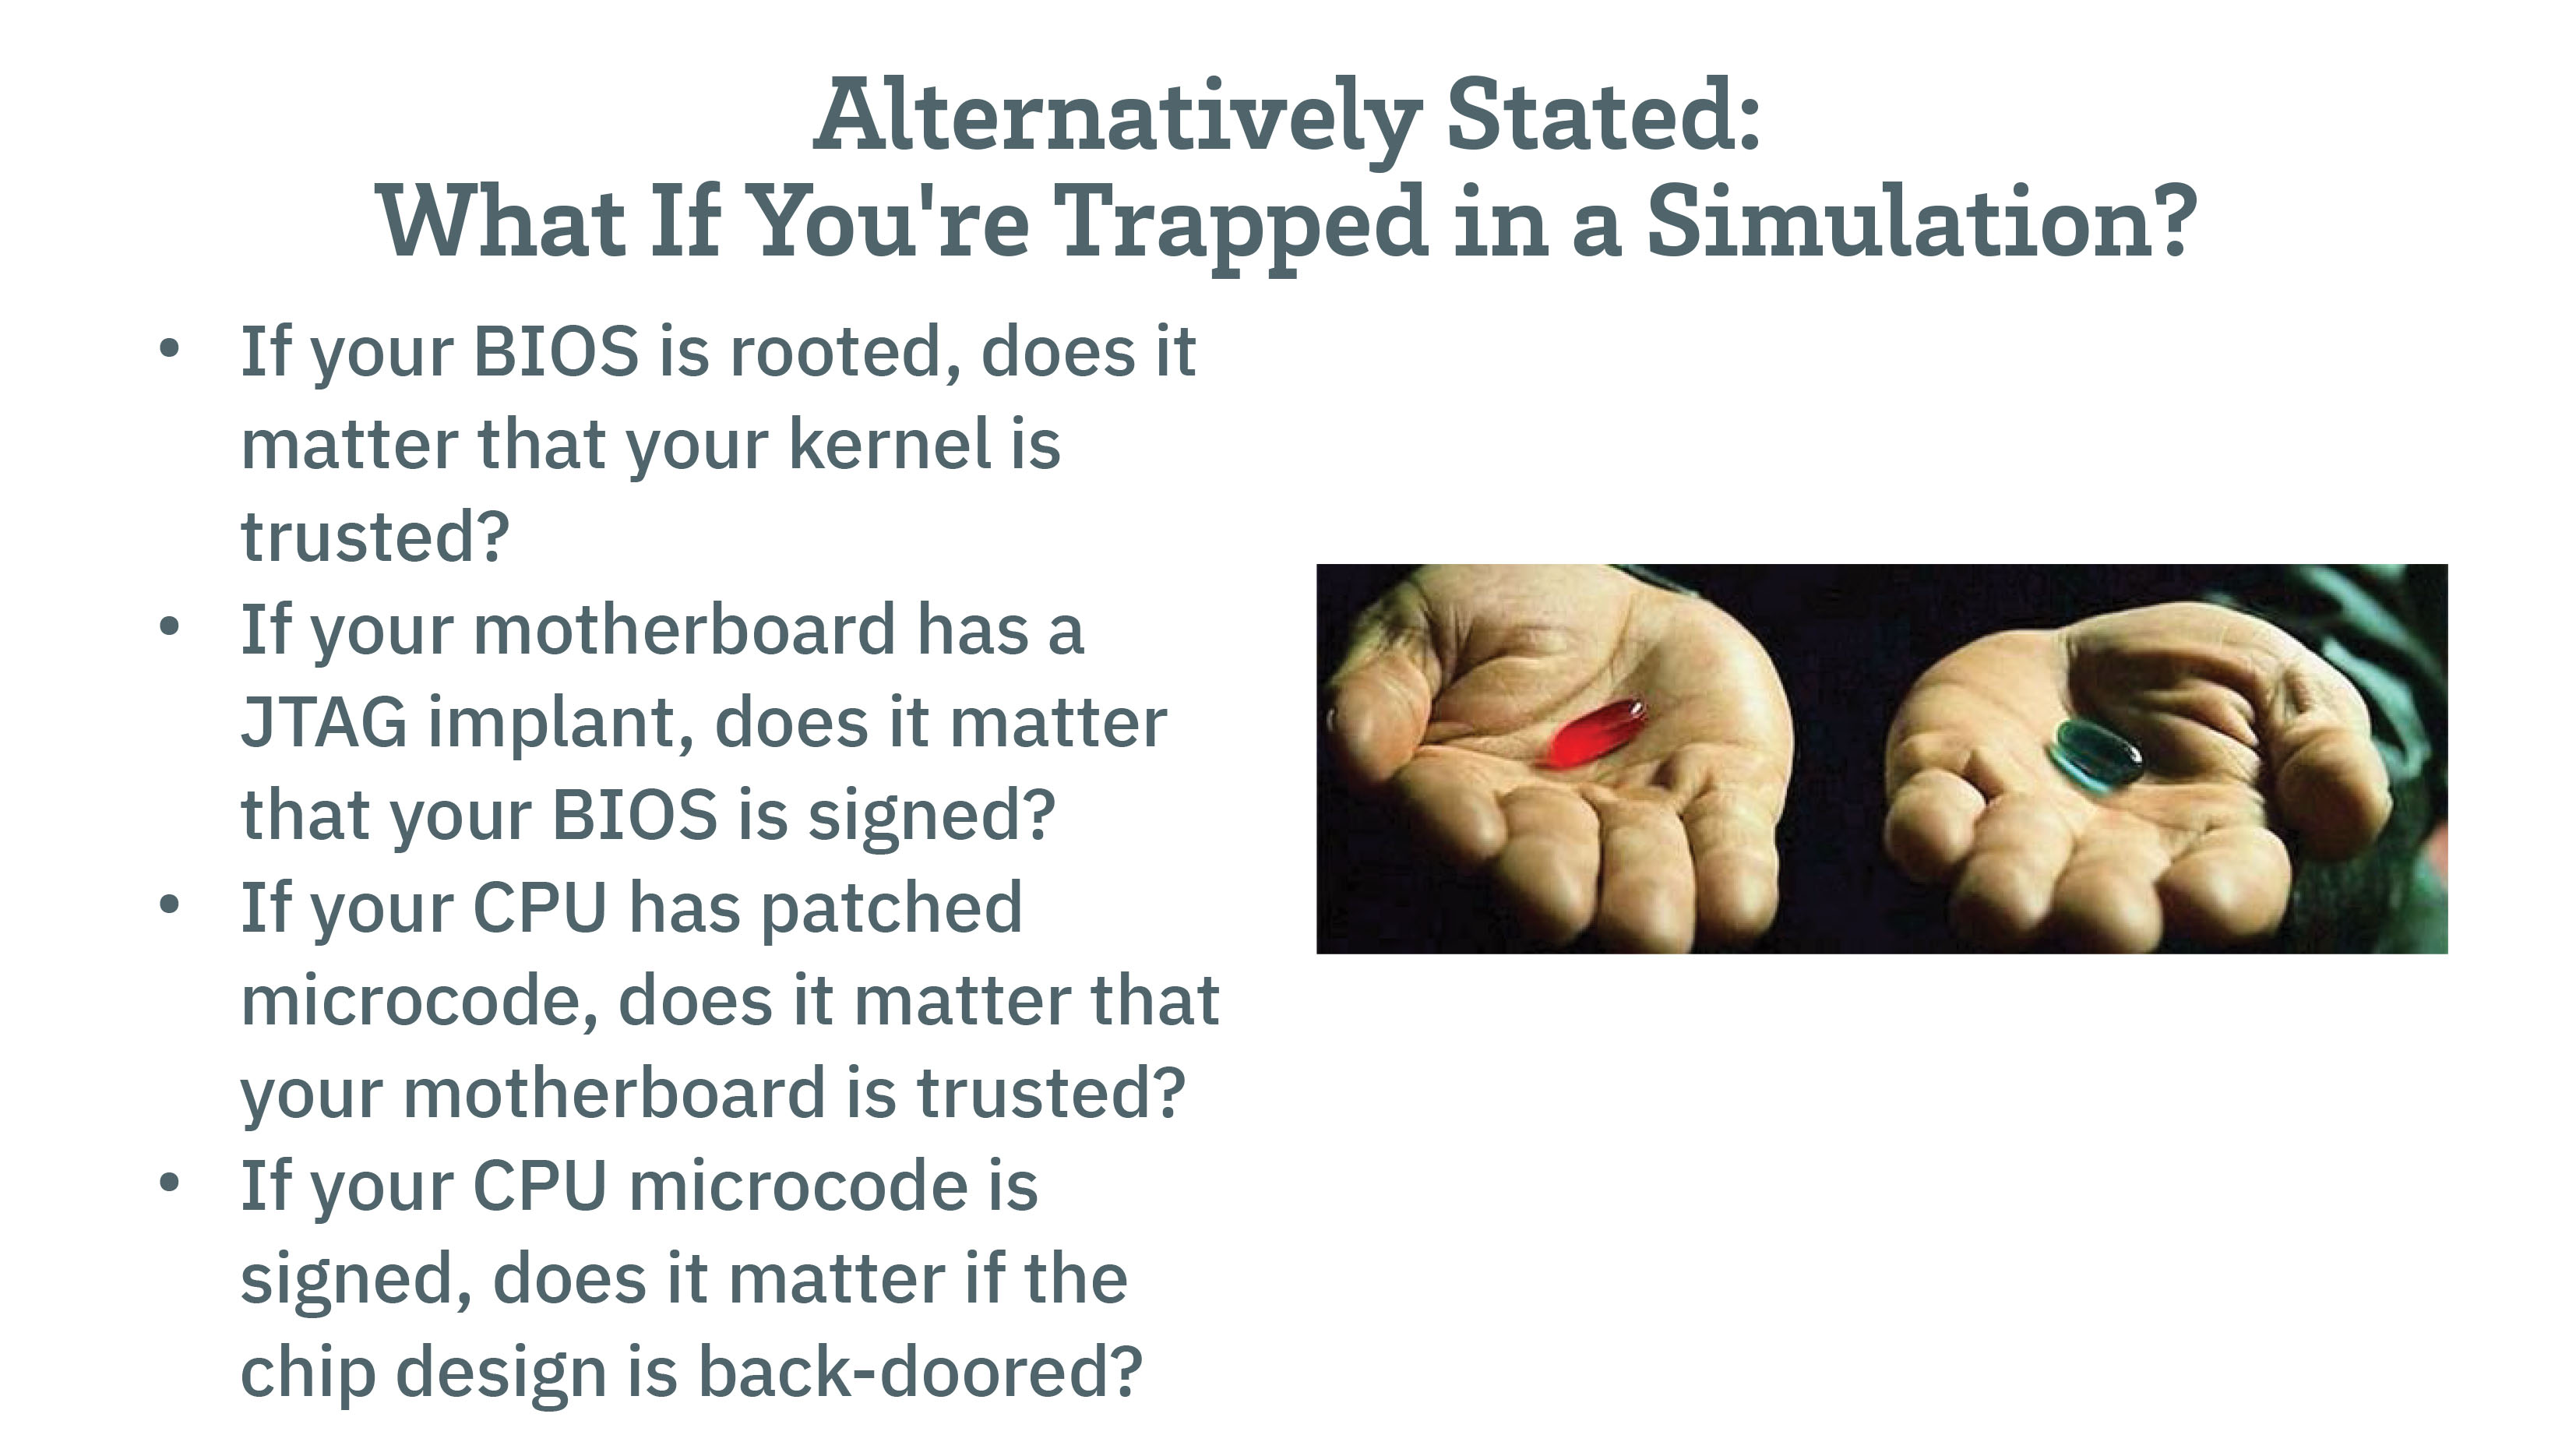 Alternatively Stated:
What If You're Trapped in a Simulation?
• If your BIOS is rooted, does it
matter that your kernel is
trusted?
• If your motherboard has a
JTAG implant, does it matter
that your BIOS is signed?
• If your CPU has patched
microcode, does it matter that
your motherboard is trusted?
• If your CPU microcode is
signed, does it matter if the
chip design is back-doored?